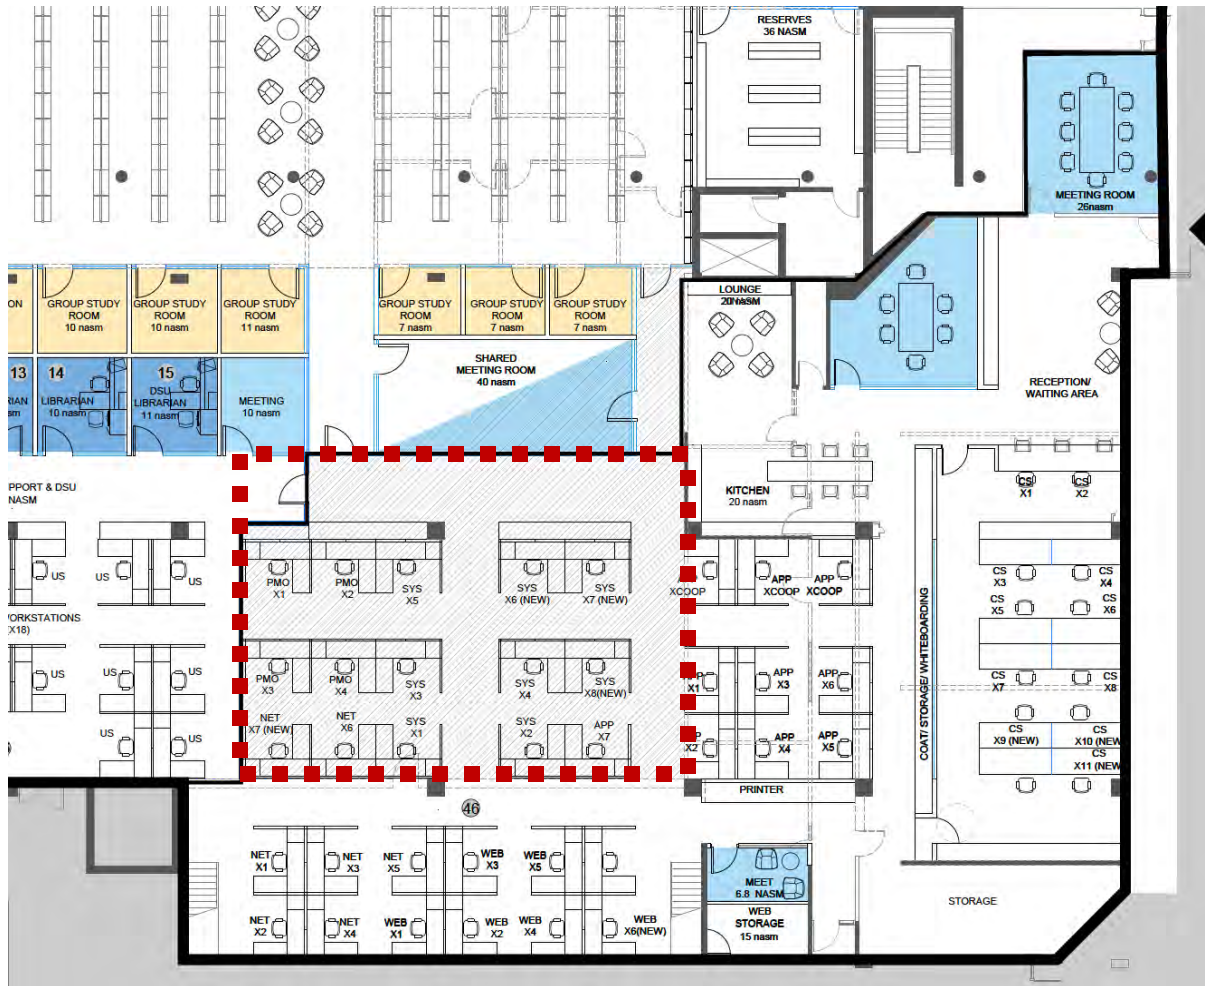 RESERVES
36 NASM
MEETING ROOM
26nasm
ON
GROUP STUDY
ROOM
10 nasm
GROUP STUDY
ROOM
10 nasm
GROUP STUDY
ROOM
11 nasm
GROUP STUDY
ROOM
7 nasm
GROUP STUDY
ROOM
7 nasm
GROUP STUDY
ROOM
7 nasm
LOUNGE
SHARED
MEETING ROOM
40 nasm
13
RIAN
sm
14
LIBRARIAN
10 nasm
15
DSU
LIBRARIAN
11 nasm
MEETING
10 nasm
RECEPTION/
WAITING AREA
KITCHEN
20 nasm
PPORT & DSU
NASM
CS
X1
CS
X2
US
US
US
PMO
X1
PMO
X2
SYS
X5
SYS
X6 (NEW)
SYS
X7 (NEW)
XCOOP
APP
XCOOP
APP
XCOOP
CS
X3
CS
X4
CS
X5
CS
X6
COAT/ STORAGE/ WHITEBOARDING
WORKSTATIONS
X18)
US
US
US
PMO
X3
PMO
X4
SYS
X3
SYS
X4
SYS
X8(NEW)
X1
APP
X3
APP
X6
CS
X7
CS
X8
US
US
NET
X7 (NEW)
NET
X6
SYS
X1
SYS
X2
APP
X7
X2
APP
X4
APP
X5
CS
X9 (NEW)
CS
X10 (NEW
CS
X11 (NEW
PRINTER
46
NET
X1
NET
X3
NET
X5
WEB
X3
WEB
X5
MEET
6.8 NASM
NET
X2
NET
X4
WEB
X1
WEB
X2
WEB
X4
WEB
X6(NEW)
WEB
STORAGE
15 nasm
STORAGE